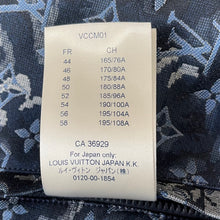 VCCM01
FR CH
44 165/76A
46 170/80A
48 175/84A
50 180/88A
52 185/96A
54 190/100A
56 195/104A
58 195/108A
CA 36929
For Japan only:
LOUIS VUITTON JAPAN K.K.
ルイ・ヴィトン ジャパン(株)
0120-00-1854